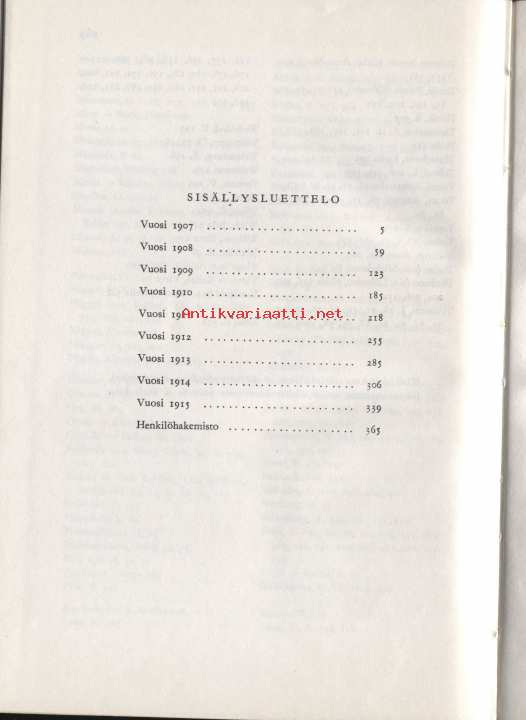 SISÄLLYSLUETTELO
Vuosi 1907 ........................ 5
Vuosi 1908 ........................ 59
Vuosi 1909 ........................ 123
Vuosi 1910 ........................ 185
Vuosi Antikvariaatti.net .. 218
Vuosi 1912 ........................ 255
Vuosi 1913 ........................ 285
Vuosi 1914 ........................ 306
Vuosi 1915 ........................ 339
Henkilöhakemisto .................... 365